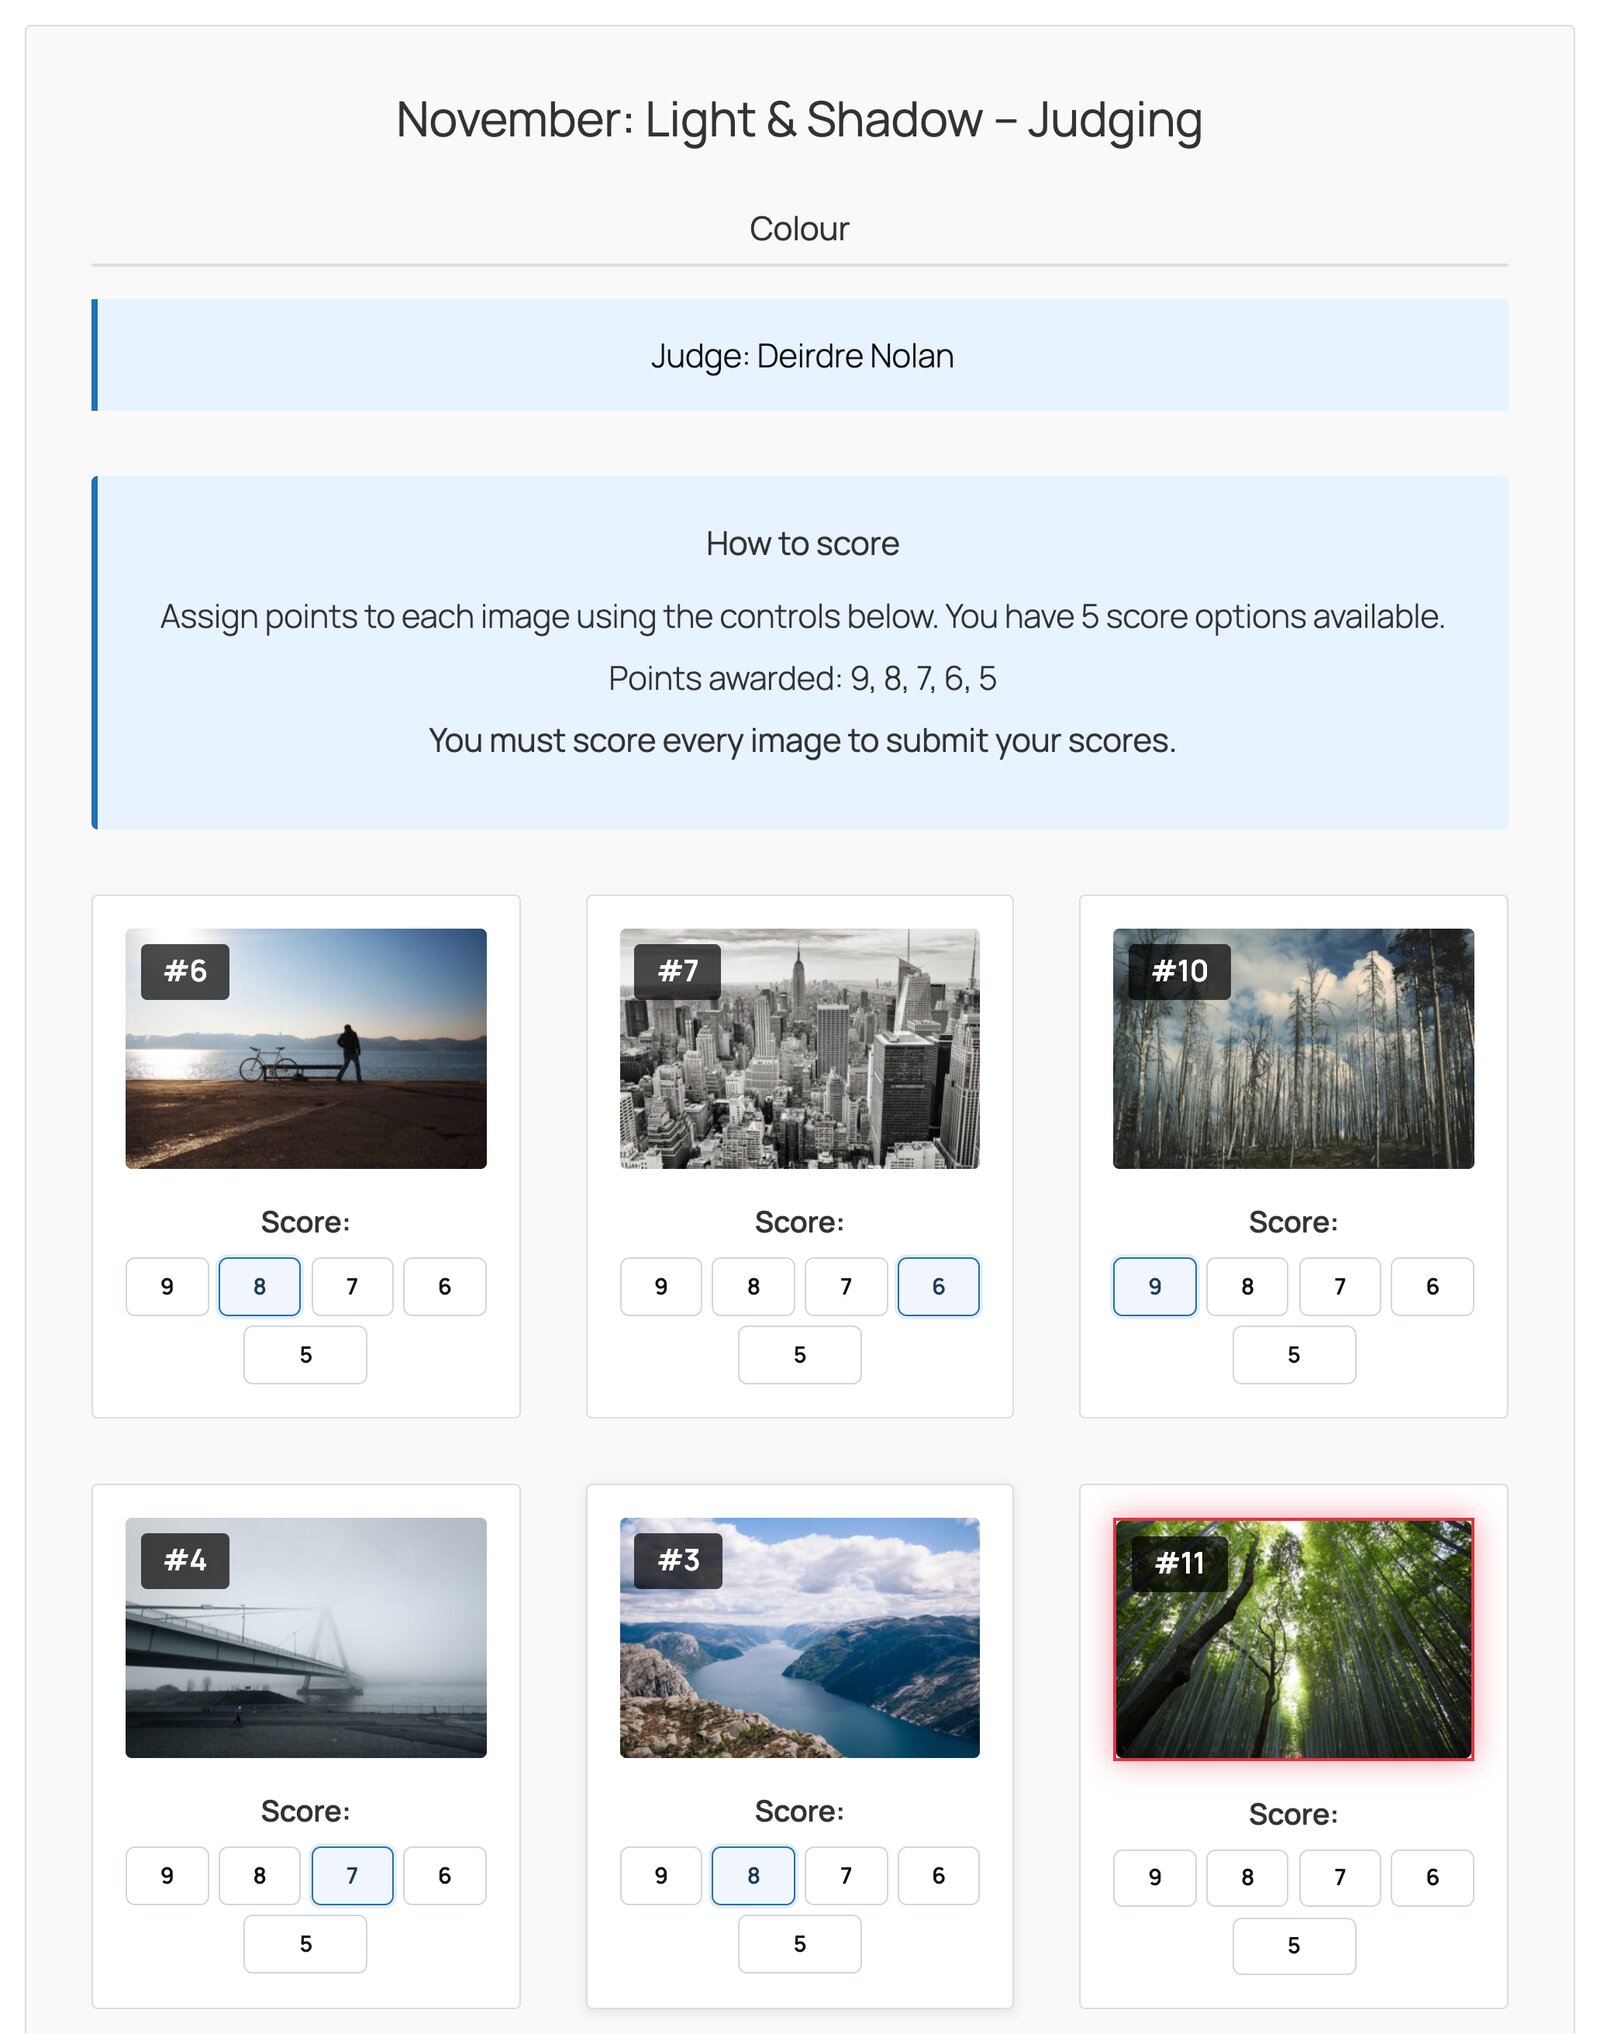 November: Light & Shadow – Judging
Colour
Judge: Deirdre Nolan
How to score
Assign points to each image using the controls below. You have 5 score options available.
Points awarded: 9, 8, 7, 6, 5
You must score every image to submit your scores.
#6
Score:
9 8 7 6
5
#7
Score:
9 8 7 6
5
#10
Score:
9 8 7 6
5
#4
Score:
9 8 7 6
5
#3
Score:
9 8 7 6
5
#11
Score:
9 8 7 6
5